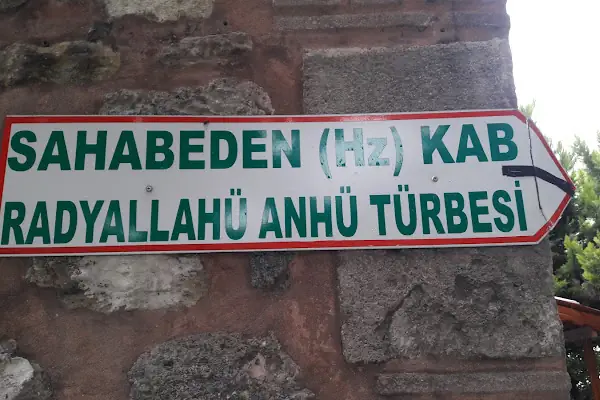 SAHABEDEN (Hz) KAB
RADYALLAHÜ ANHÜ TÜRBESİ